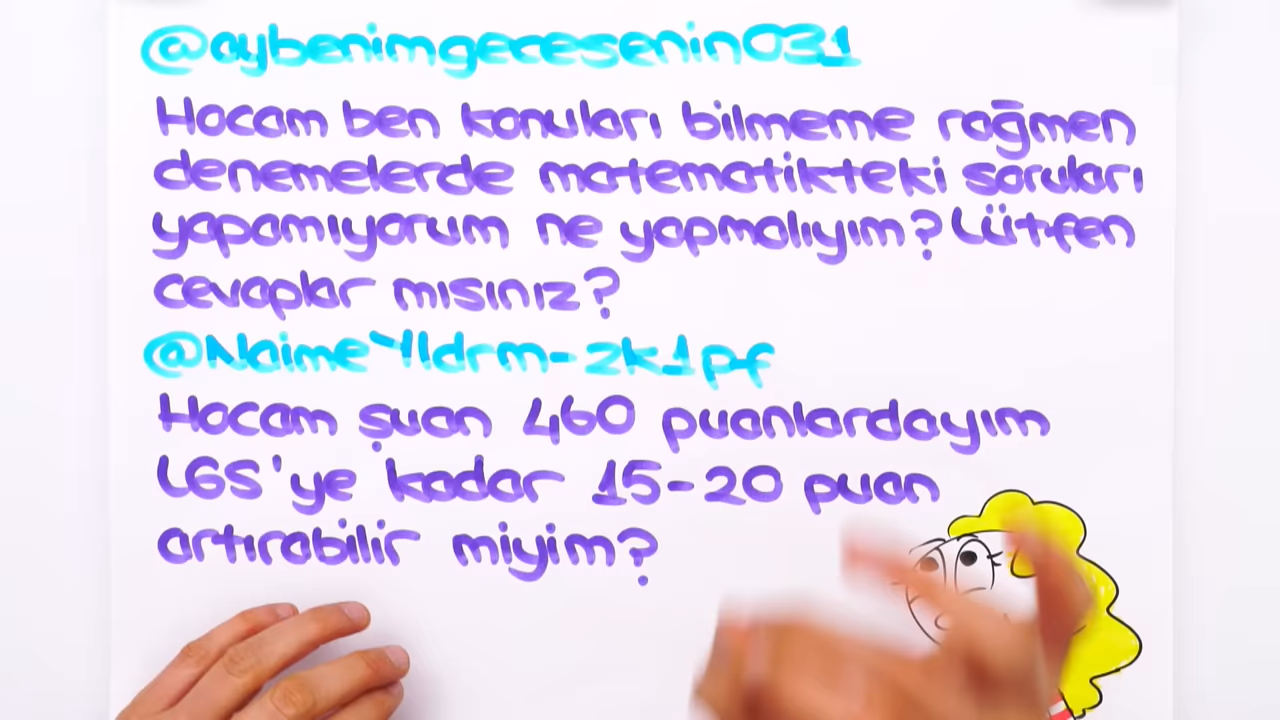 @aybenimgecesenin031
Hocam ben konuları bilmeme rağmen
denemelerde matematikteki soruları
yapamıyorum ne yapmalıyım? Lütfen
cevaplar mısınız?
@NaimeYıldrm-zk1pf
Hocam şuan 460 puanlardayım
LGS'ye kadar 15-20 puan
artırabilir miyim?